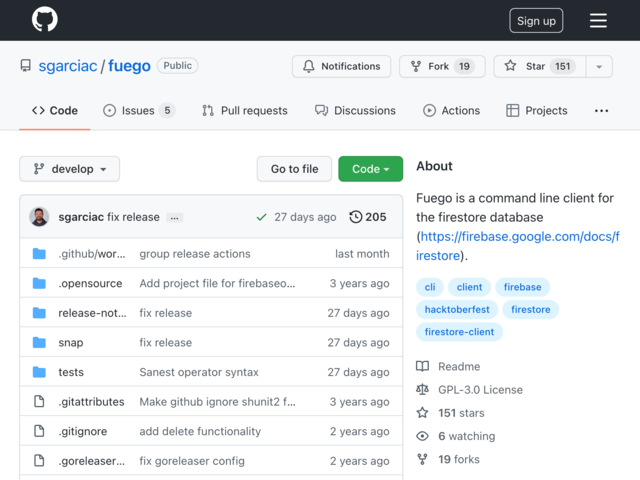 Sign up
sgarciac / fuego Public
Notifications
Fork 19
Star 151
Code
Issues 5
Pull requests
Discussions
Actions
Projects
develop
Go to file
Code
sgarciac fix release ... 27 days ago 205
.github/wor... group release actions last month
.opensource Add project file for firebaseo... 3 years ago
release-not... fix release 27 days ago
snap fix release 27 days ago
tests Sanest operator syntax 27 days ago
.gitattributes Make github ignore shunit2 f... 3 years ago
.gitignore add delete functionality 2 years ago
.goreleaser... fix goreleaser config 2 years ago
About
Fuego is a command line client for
the firestore database
(https://firebase.google.com/docs/f
irestore).
cli client firebase
hacktoberfest firestore
firestore-client
Readme
GPL-3.0 License
151 stars
6 watching
19 forks